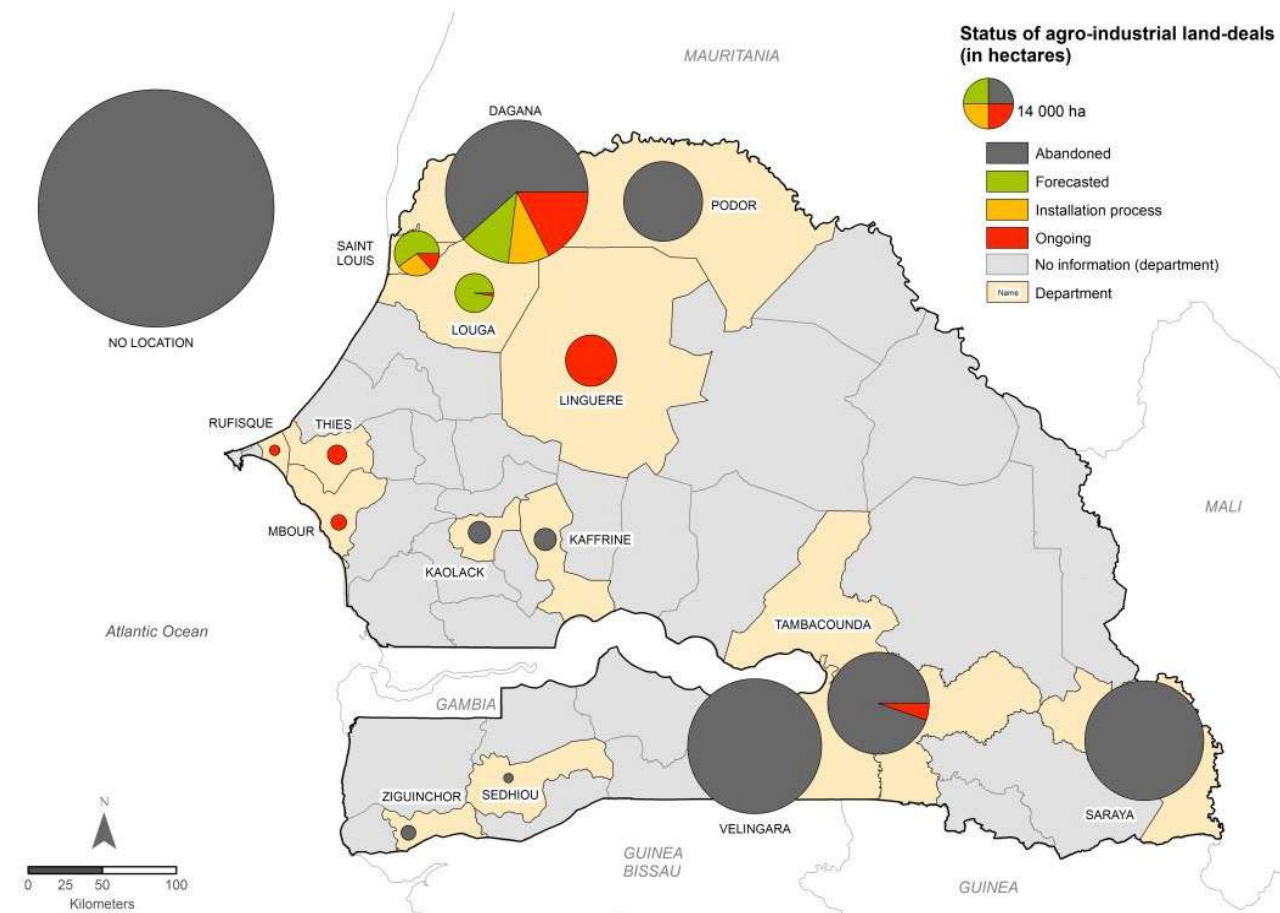 Status of agro-industrial land-deals
(in hectares)
14 000 ha
Abandoned
Forecasted
Installation process
Ongoing
No information (department)
Name
Department
MAURITANIA
DAGANA
PODOR
SAINT
LOUIS
LOUGA
NO LOCATION
LINGUERE
RUFISQUE
THIES
MBOUR
KAOLACK
KAFFRINE
MALI
Atlantic Ocean
TAMBACOUNDA
GAMBIA
ZIGUINCHOR
SEDHIOU
VELINGARA
SARAYA
GUINEA
BISSAU
GUINEA
N
0 25 50 100
Kilometers